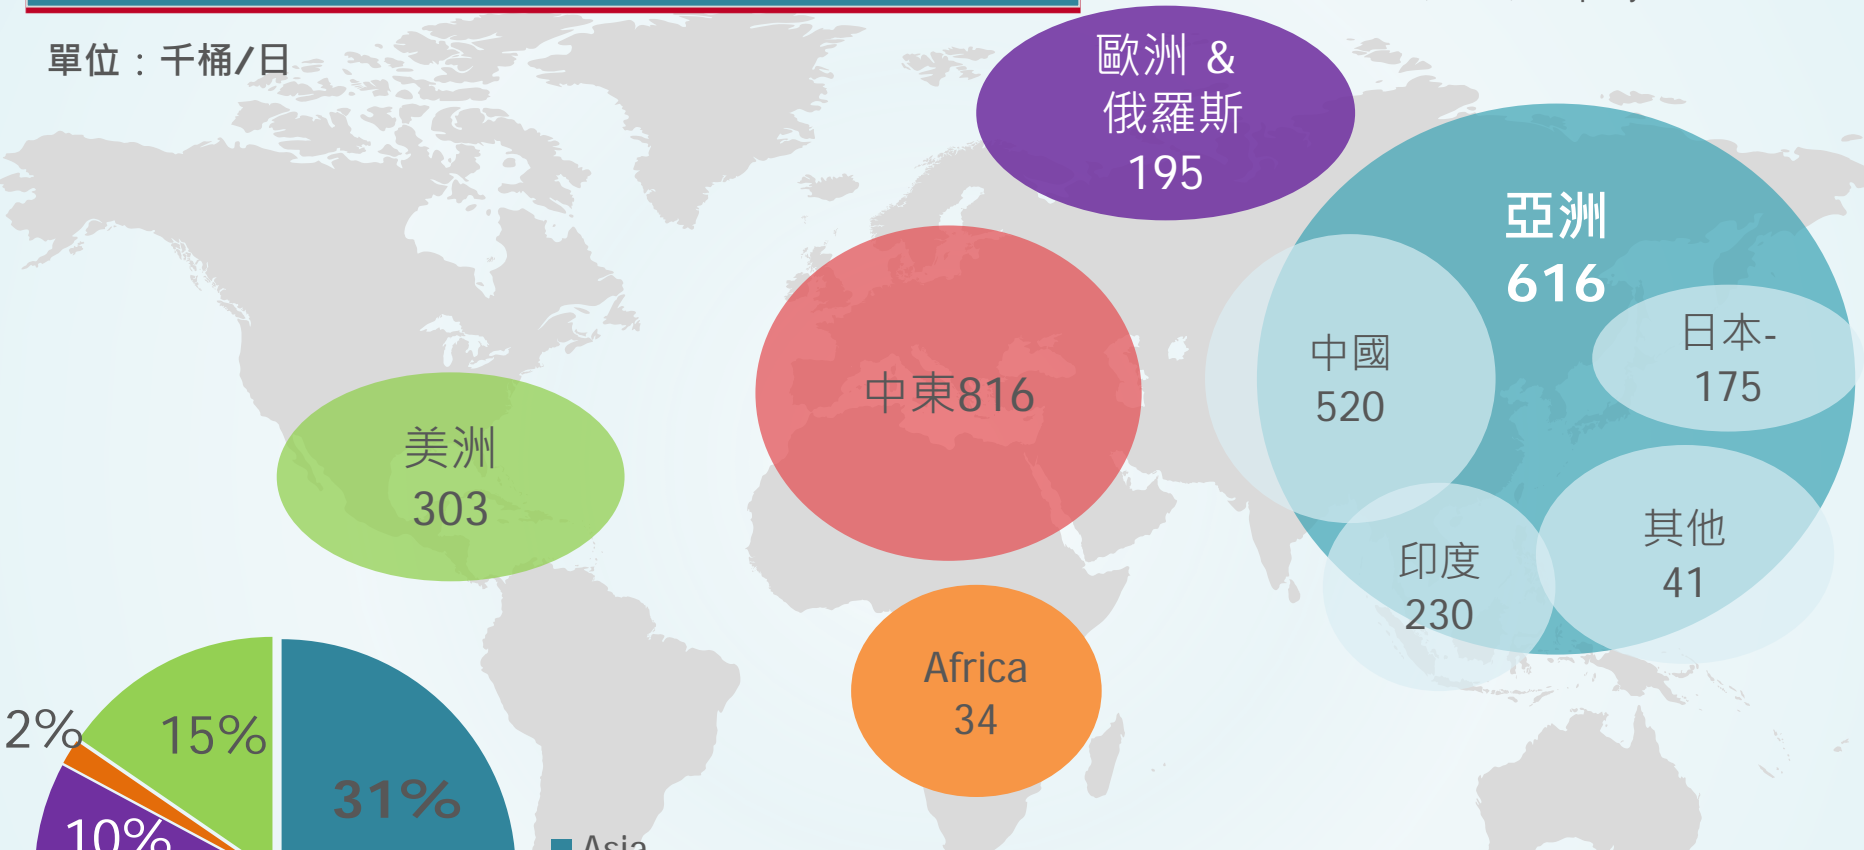 單位：千桶/日
歐洲 &
俄羅斯
195
亞洲
616
中國
520
日本-
175
中東816
美洲
303
其他
41
印度
230
Africa
34
2%
15%
31%
10%
Asia